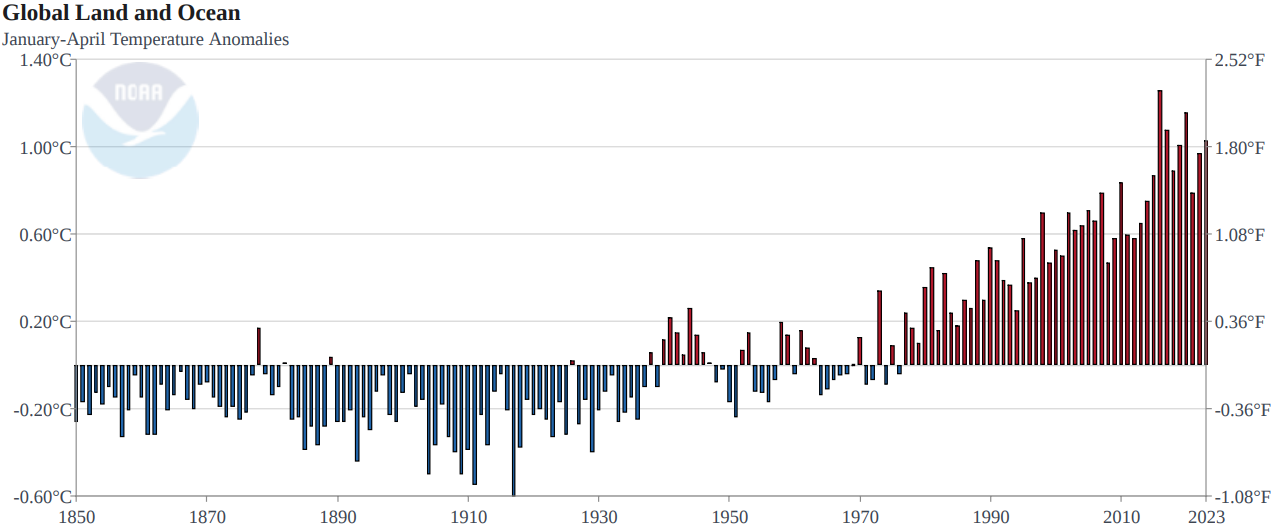 Global Land and Ocean
January-April Temperature Anomalies
1.40°C 2.52°F
NOAA
1.00°C 1.80°F
0.60°C 1.08°F
0.20°C 0.36°F
-0.20°C -0.36°F
-0.60°C -1.08°F
1850 1870 1890 1910 1930 1950 1970 1990 2010 2023